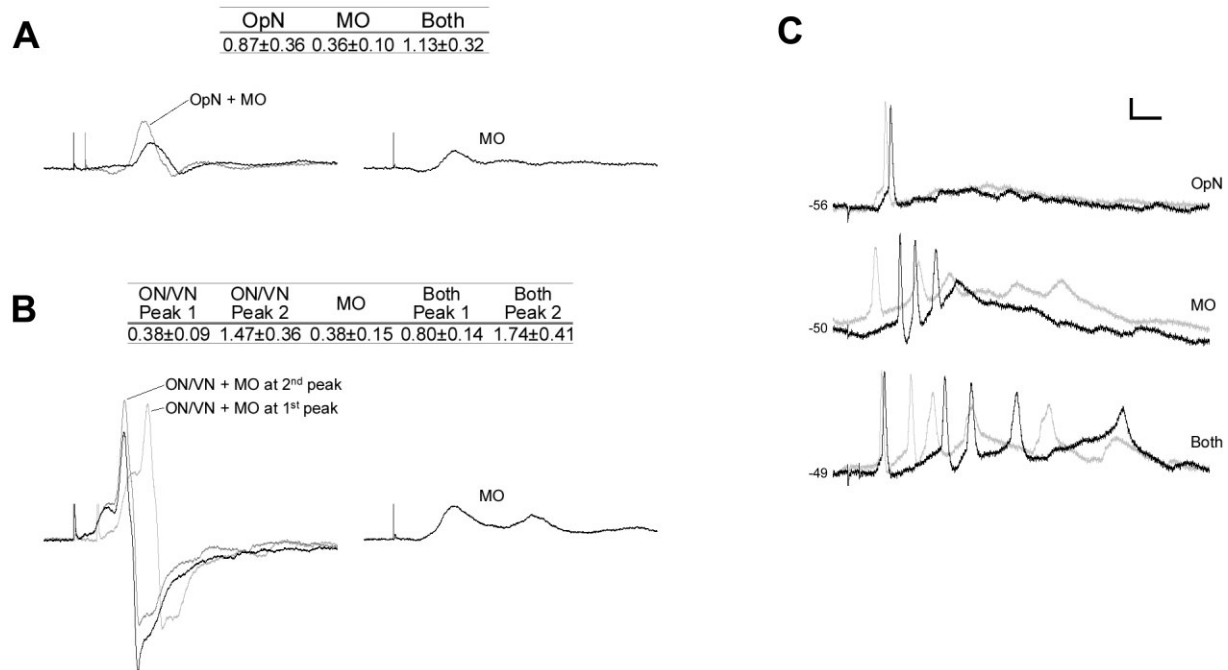 A
OpN MO Both
0.87±0.36 0.36±0.10 1.13±0.32
OpN + MO
MO
B
ON/VN Peak 1 ON/VN Peak 2 MO Both Peak 1 Both Peak 2
0.38±0.09 1.47±0.36 0.38±0.15 0.80±0.14 1.74±0.41
ON/VN + MO at 2nd peak
ON/VN + MO at 1st peak
MO
C
OpN
-56
MO
-50
Both
-49